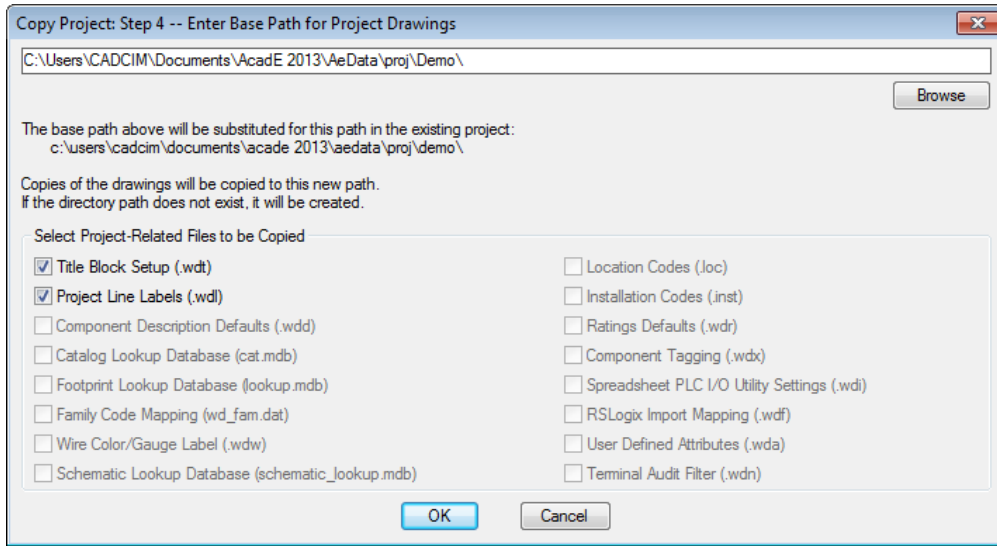 Copy Project: Step 4 -- Enter Base Path for Project Drawings
C:\Users\CADCIM\Documents\AcadE 2013\AeData\proj\Demo\
Browse
The base path above will be substituted for this path in the existing project:
c:\users\cadcim\documents\acade 2013\aedata\proj\demo\
Copies of the drawings will be copied to this new path.
If the directory path does not exist, it will be created.
Select Project-Related Files to be Copied
Title Block Setup (.wdt)
Project Line Labels (.wdl)
Component Description Defaults (.wdd)
Catalog Lookup Database (cat.mdb)
Footprint Lookup Database (lookup.mdb)
Family Code Mapping (wd_fam.dat)
Wire Color/Gauge Label (.wdw)
Schematic Lookup Database (schematic_lookup.mdb)
Location Codes (.loc)
Installation Codes (.inst)
Ratings Defaults (.wdr)
Component Tagging (.wdx)
Spreadsheet PLC I/O Utility Settings (.wdi)
RSLogix Import Mapping (.wdf)
User Defined Attributes (.wda)
Terminal Audit Filter (.wdn)
OK
Cancel